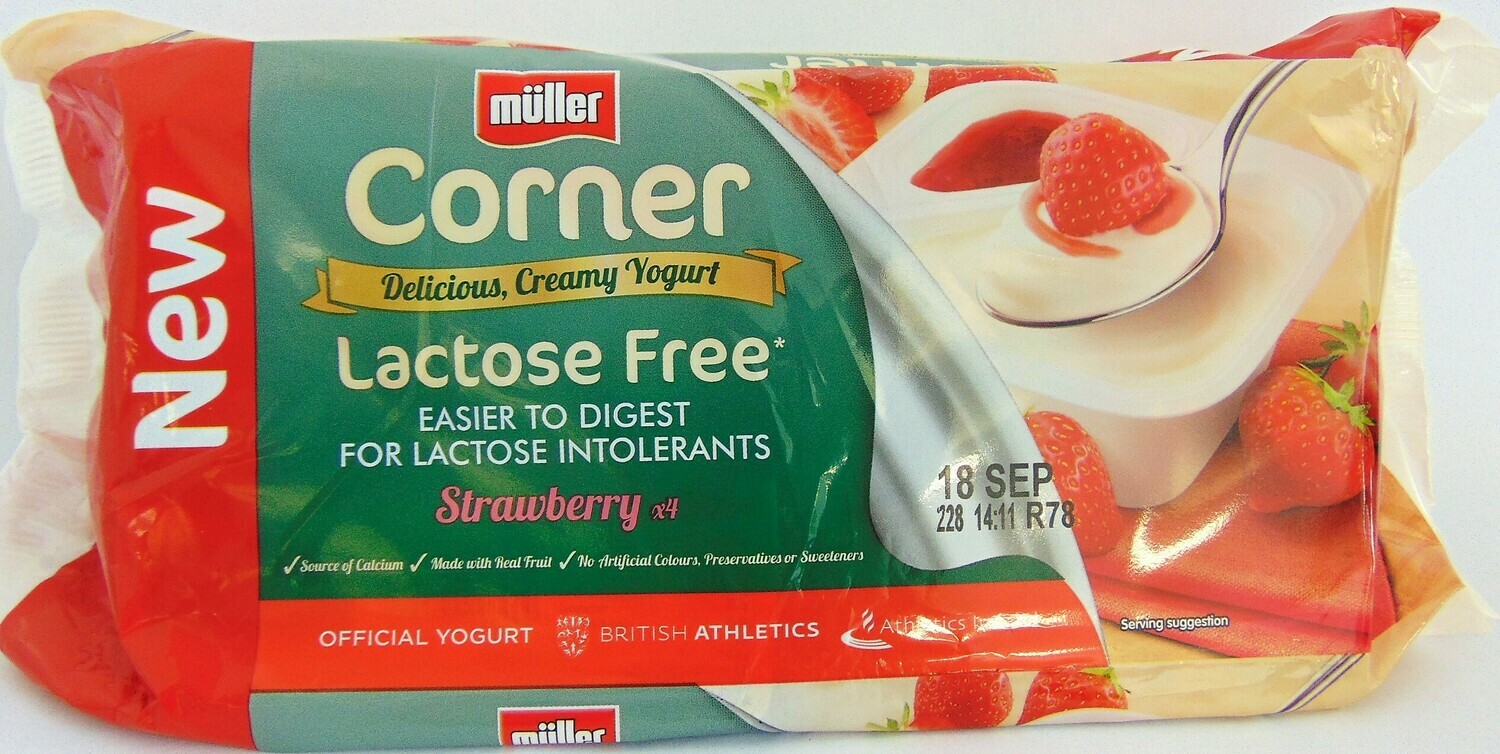 New
müller
Corner
Delicious, Creamy Yogurt
Lactose Free*
EASIER TO DIGEST
FOR LACTOSE INTOLERANTS
Strawberry x4
✓Source of Calcium ✓ Made with Real Fruit ✓ No Artificial Colours, Preservatives or Sweeteners
OFFICIAL YOGURT BRITISH ATHLETICS Athletics
18 SEP
228 14:11 R78
Serving suggestion
müller
Corner